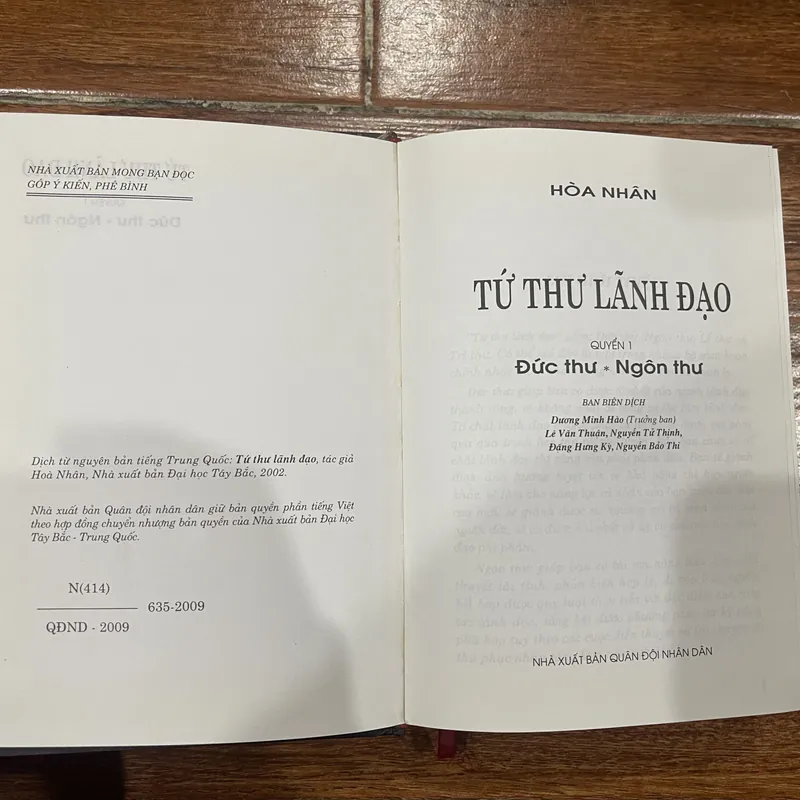 NHÀ XUẤT BẢN MONG BẠN ĐỌC
GÓP Ý KIẾN, PHÊ BÌNH
Dịch từ nguyên bản tiếng Trung Quốc: Tứ thư lãnh đạo, tác giả
Hoà Nhân, Nhà xuất bản Đại học Tây Bắc, 2002.
Nhà xuất bản Quân đội nhân dân giữ bản quyền phần tiếng Việt
theo hợp đồng chuyển nhượng bản quyền của Nhà xuất bản Đại học
Tây Bắc - Trung Quốc.
N(414)
635-2009
QĐND - 2009
HÒA NHÂN
TỨ THƯ LÃNH ĐẠO
QUYỂN 1
Đức thư * Ngôn thư
BAN BIÊN DỊCH
Dương Minh Hào (Trưởng ban)
Lê Văn Thuận, Nguyễn Tử Thịnh,
Đăng Hưng Kỳ, Nguyễn Bảo Thi
NHÀ XUẤT BẢN QUÂN ĐỘI NHÂN DÂN